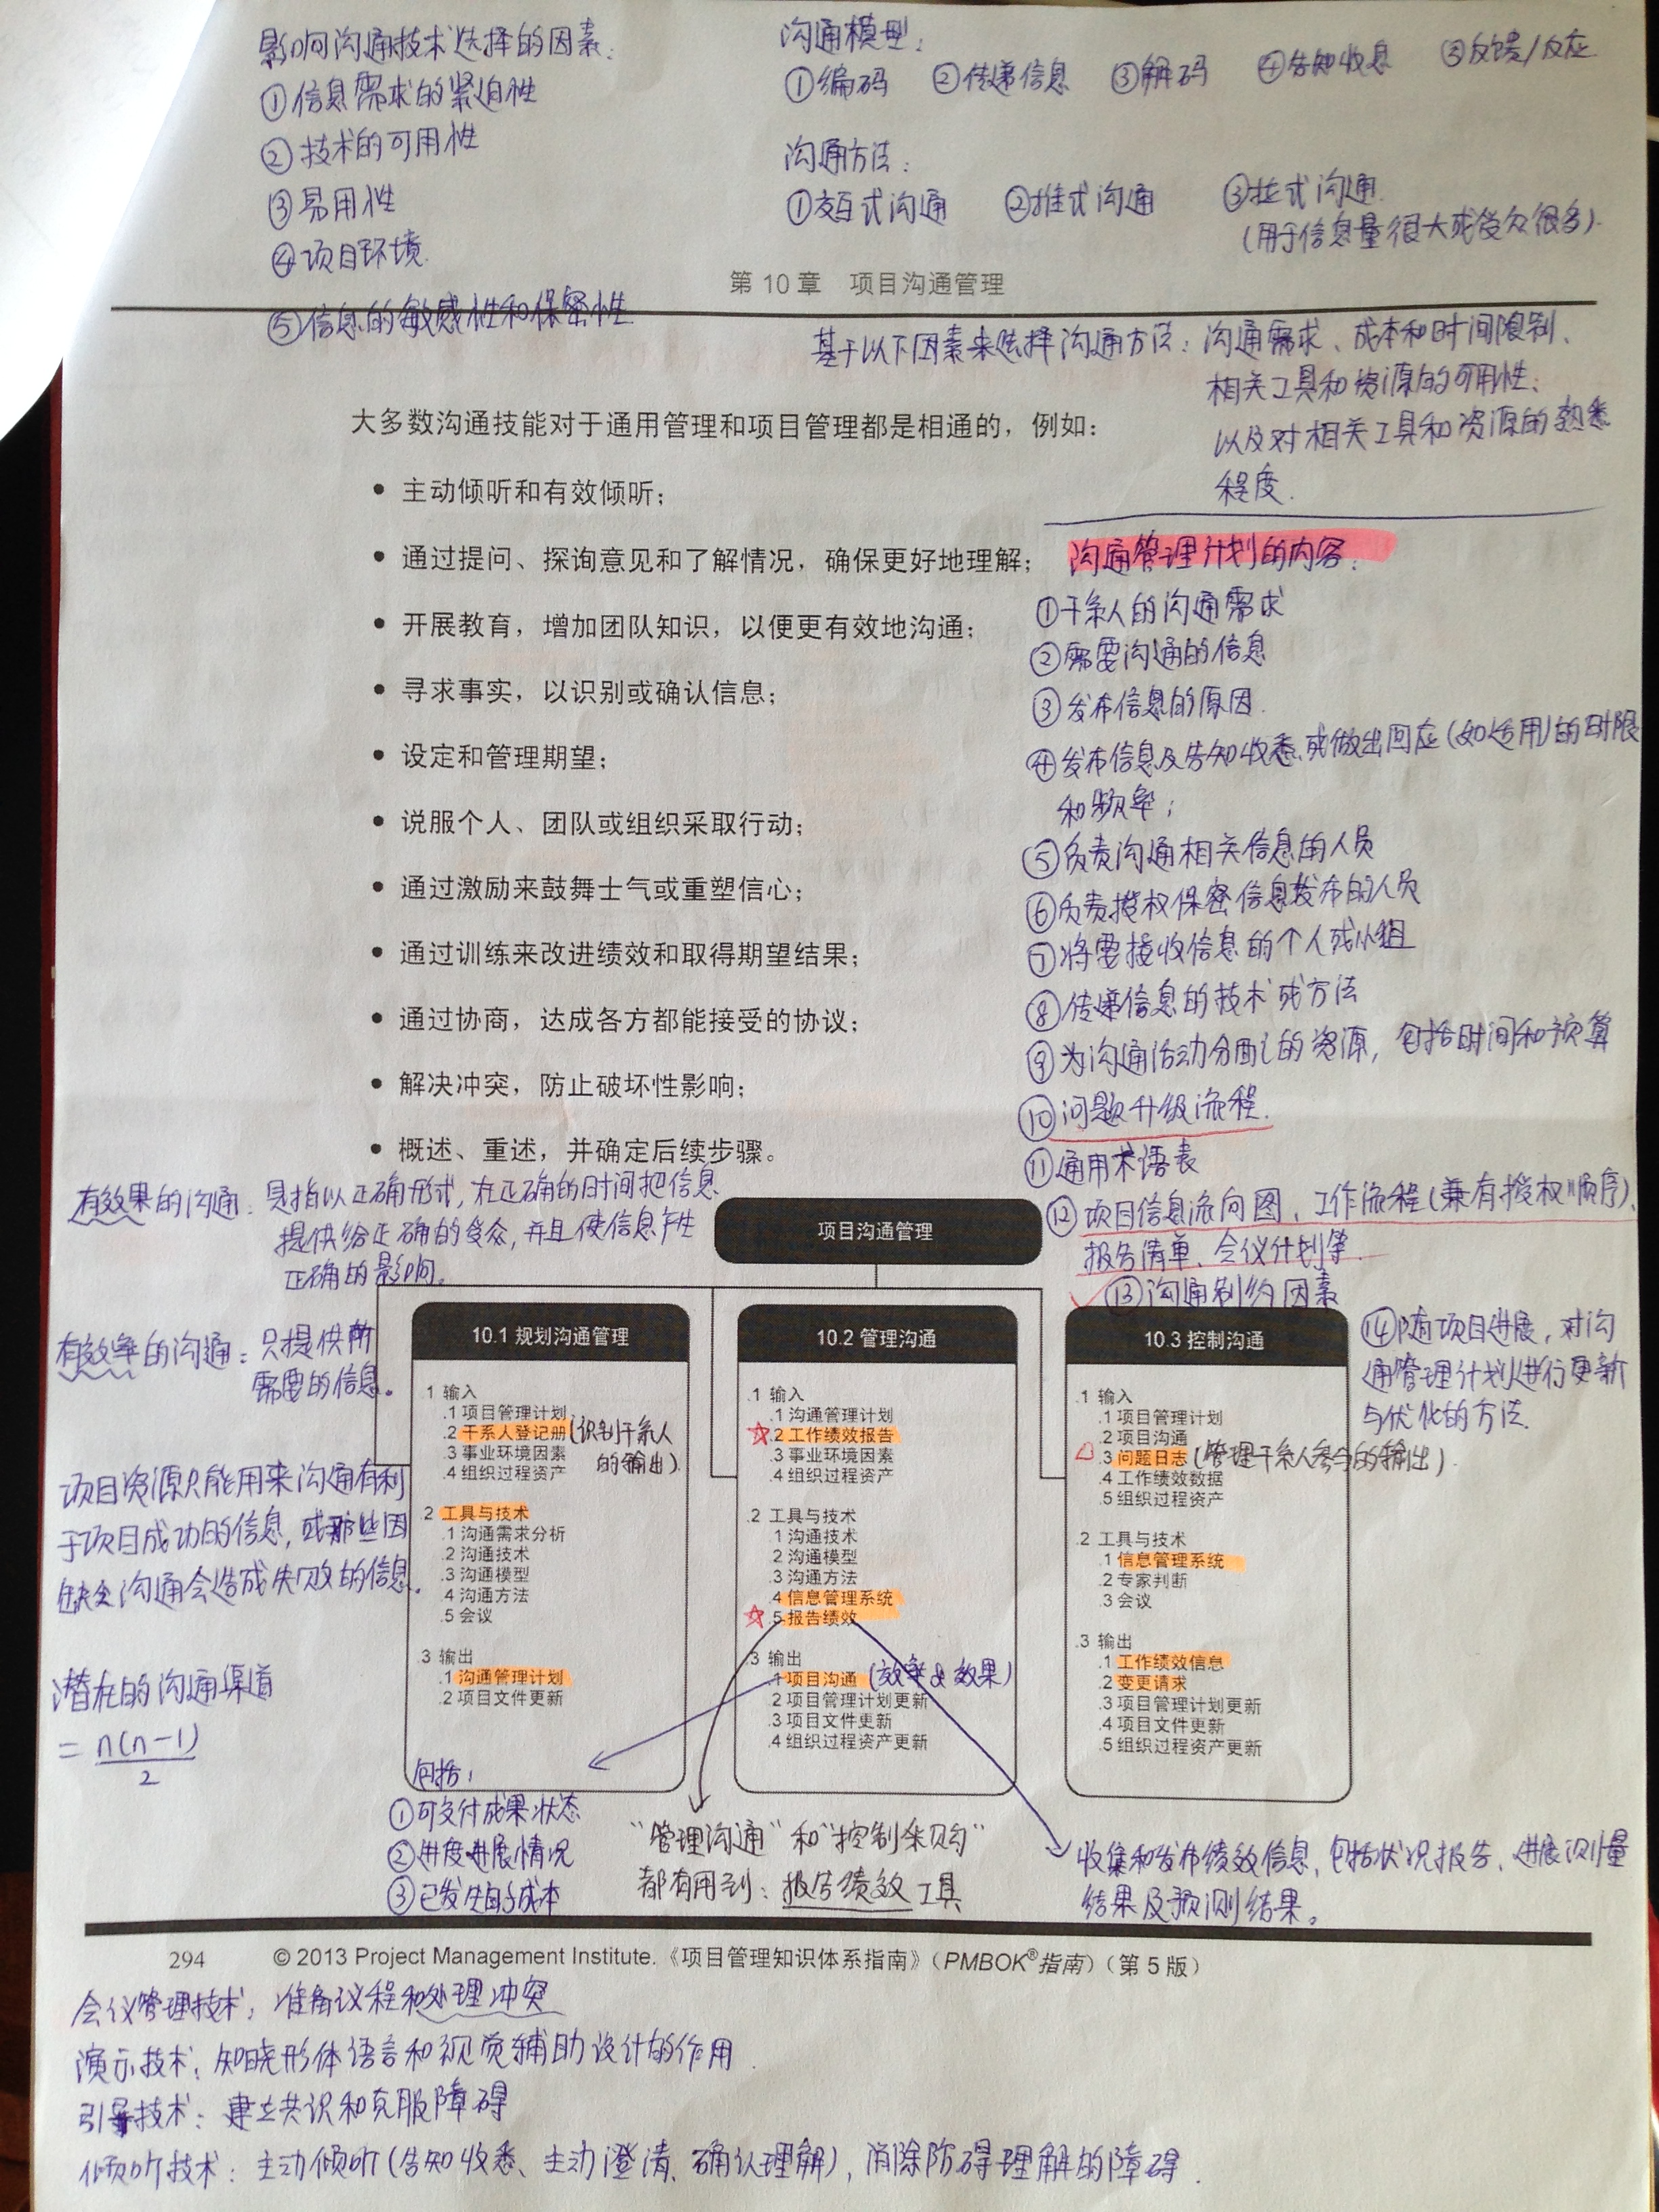 影响沟通技术选择的因素：
①信息需求的紧迫性
②技术的可用性
③易用性
④项目环境
⑤信息的敏感性和保密性
沟通模型：
①编码 ②传递信息 ③解码 ④告知收悉 ⑤反馈/反应
沟通方法：
①交互式沟通 ②推式沟通 ③拉式沟通
（用于信息量很大或受众很多）
第 10 章 项目沟通管理
基于以下因素来选择沟通方法：沟通需求、成本和时间限制、
相关工具和资源的可用性、
以及对相关工具和资源的熟悉
程度.
大多数沟通技能对于通用管理和项目管理都是相通的，例如：
• 主动倾听和有效倾听；
• 通过提问、探询意见和了解情况，确保更好地理解；
• 开展教育，增加团队知识，以便更有效地沟通；
• 寻求事实，以识别或确认信息；
• 设定和管理期望；
• 说服个人、团队或组织采取行动；
• 通过激励来鼓舞士气或重塑信心；
• 通过训练来改进绩效和取得期望结果；
• 通过协商，达成各方都能接受的协议；
• 解决冲突，防止破坏性影响；
• 概述、重述，并确定后续步骤。
沟通管理计划的内容：
①干系人的沟通需求
②需要沟通的信息
③发布信息的原因.
④发布信息及告知收悉、或做出回应（如适用）的时限
和频率；
⑤负责沟通相关信息的人员
⑥负责授权保密信息发布的人员
⑦将要接收信息的个人或小组
⑧传递信息的技术或方法
⑨为沟通活动分配的资源，包括时间和预算
⑩问题升级流程.
⑪通用术语表
⑫项目信息流向图、工作流程（兼有授权顺序）、
报告清单、会议计划等
⑬沟通制约因素
⑭随项目进展，对沟
通管理计划进行更新
与优化的方法.
有效果的沟通：是指以正确形式，在正确的时间把信息
提供给正确的受众，并且使信息产生
正确的影响.
有效率的沟通：只提供所
需要的信息。
项目资源只能用来沟通有利
于项目成功的信息，或那些因
缺乏沟通会造成失败的信息.
潜在的沟通渠道
= n(n-1)
2
项目沟通管理
10.1 规划沟通管理
.1 输入
.1 项目管理计划
.2 干系人登记册（识别干系人
的输出）
.3 事业环境因素
.4 组织过程资产
.2 工具与技术
.1 沟通需求分析
.2 沟通技术
.3 沟通模型
.4 沟通方法
.5 会议
.3 输出
.1 沟通管理计划
.2 项目文件更新
10.2 管理沟通
.1 输入
.1 沟通管理计划
.2 工作绩效报告
.3 事业环境因素
.4 组织过程资产
.2 工具与技术
.1 沟通技术
.2 沟通模型
.3 沟通方法
.4 信息管理系统
.5 报告绩效
.3 输出
.1 项目沟通（效率&效果）
.2 项目管理计划更新
.3 项目文件更新
.4 组织过程资产更新
10.3 控制沟通
.1 输入
.1 项目管理计划
.2 项目沟通
.3 问题日志（管理干系人参与的输出）.
.4 工作绩效数据
.5 组织过程资产
.2 工具与技术
.1 信息管理系统
.2 专家判断
.3 会议
.3 输出
.1 工作绩效信息
.2 变更请求
.3 项目管理计划更新
.4 项目文件更新
.5 组织过程资产更新
包括：
①可交付成果状态
②进度进展情况
③已发生的成本
“管理沟通”和“控制采购”
都有用到：报告绩效工具
收集和发布绩效信息，包括状况报告、进展测量
结果及预测结果。
294 © 2013 Project Management Institute.《项目管理知识体系指南》（PMBOK®指南）（第 5 版）
会议管理技术：准备议程和处理冲突
演示技术：知晓形体语言和视觉辅助设计的作用.
引导技术：建立共识和克服障碍
倾听技术：主动倾听（告知收悉、主动澄清、确认理解），消除防碍理解的障碍.